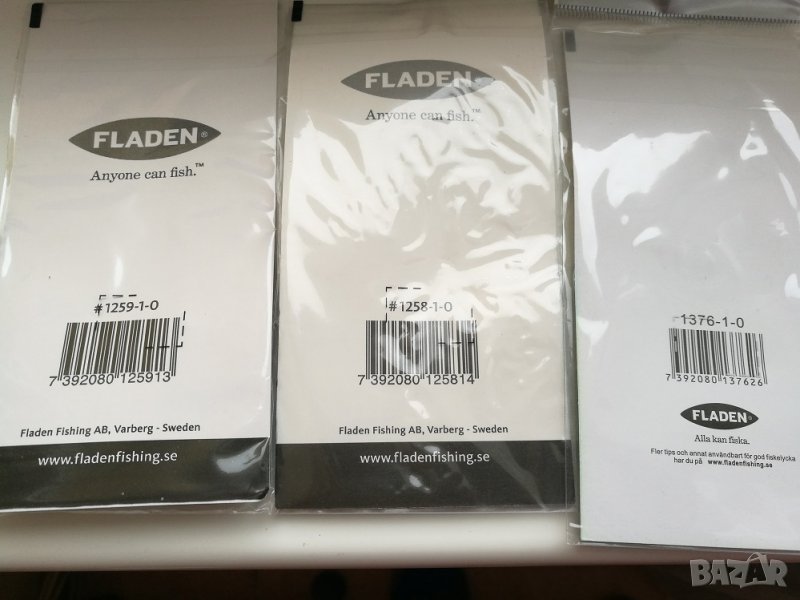 FLADEN®
Anyone can fish.™
#1259-1-0
7 392080 125913
Fladen Fishing AB, Varberg - Sweden
www.fladenfishing.se
FLADEN
Anyone can fish.™
#1258-1-0
7 392080 125814
Fladen Fishing AB, Varberg - Sweden
www.fladenfishing.se
1376-1-0
7 392080 137626
FLADEN®
Alla kan fiska.
Fler tips och annat användbart för god fiskelycka
har du på www.fladenfishing.se
BAZAR